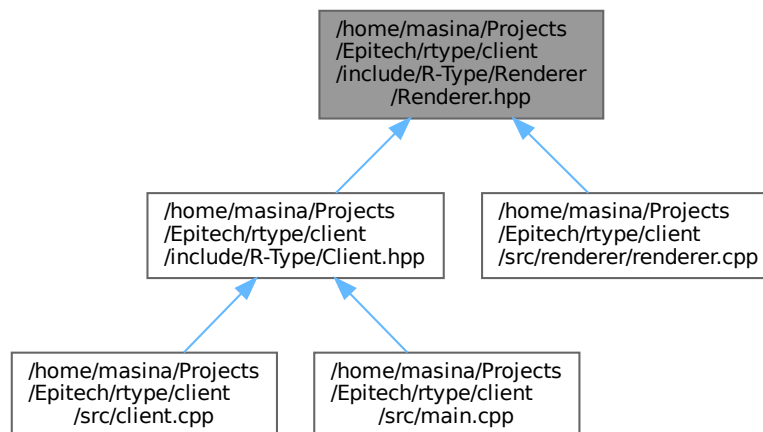 /home/masina/Projects
/Epitech/rtype/client
/include/R-Type/Renderer
/Renderer.hpp
/home/masina/Projects
/Epitech/rtype/client
/include/R-Type/Client.hpp
/home/masina/Projects
/Epitech/rtype/client
/src/renderer/renderer.cpp
/home/masina/Projects
/Epitech/rtype/client
/src/client.cpp
/home/masina/Projects
/Epitech/rtype/client
/src/main.cpp